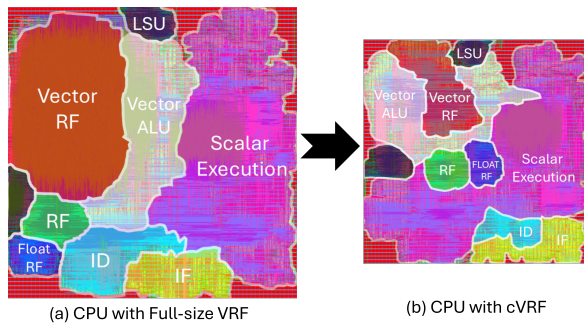 LSU
Vector
RF
Vector
ALU
Scalar
Execution
RF
Float
RF
ID
IF
(a) CPU with Full-size VRF
LSU
Vector
ALU
Vector
RF
RF
FLOAT
RF
Scalar
Execution
ID
IF
(b) CPU with cVRF